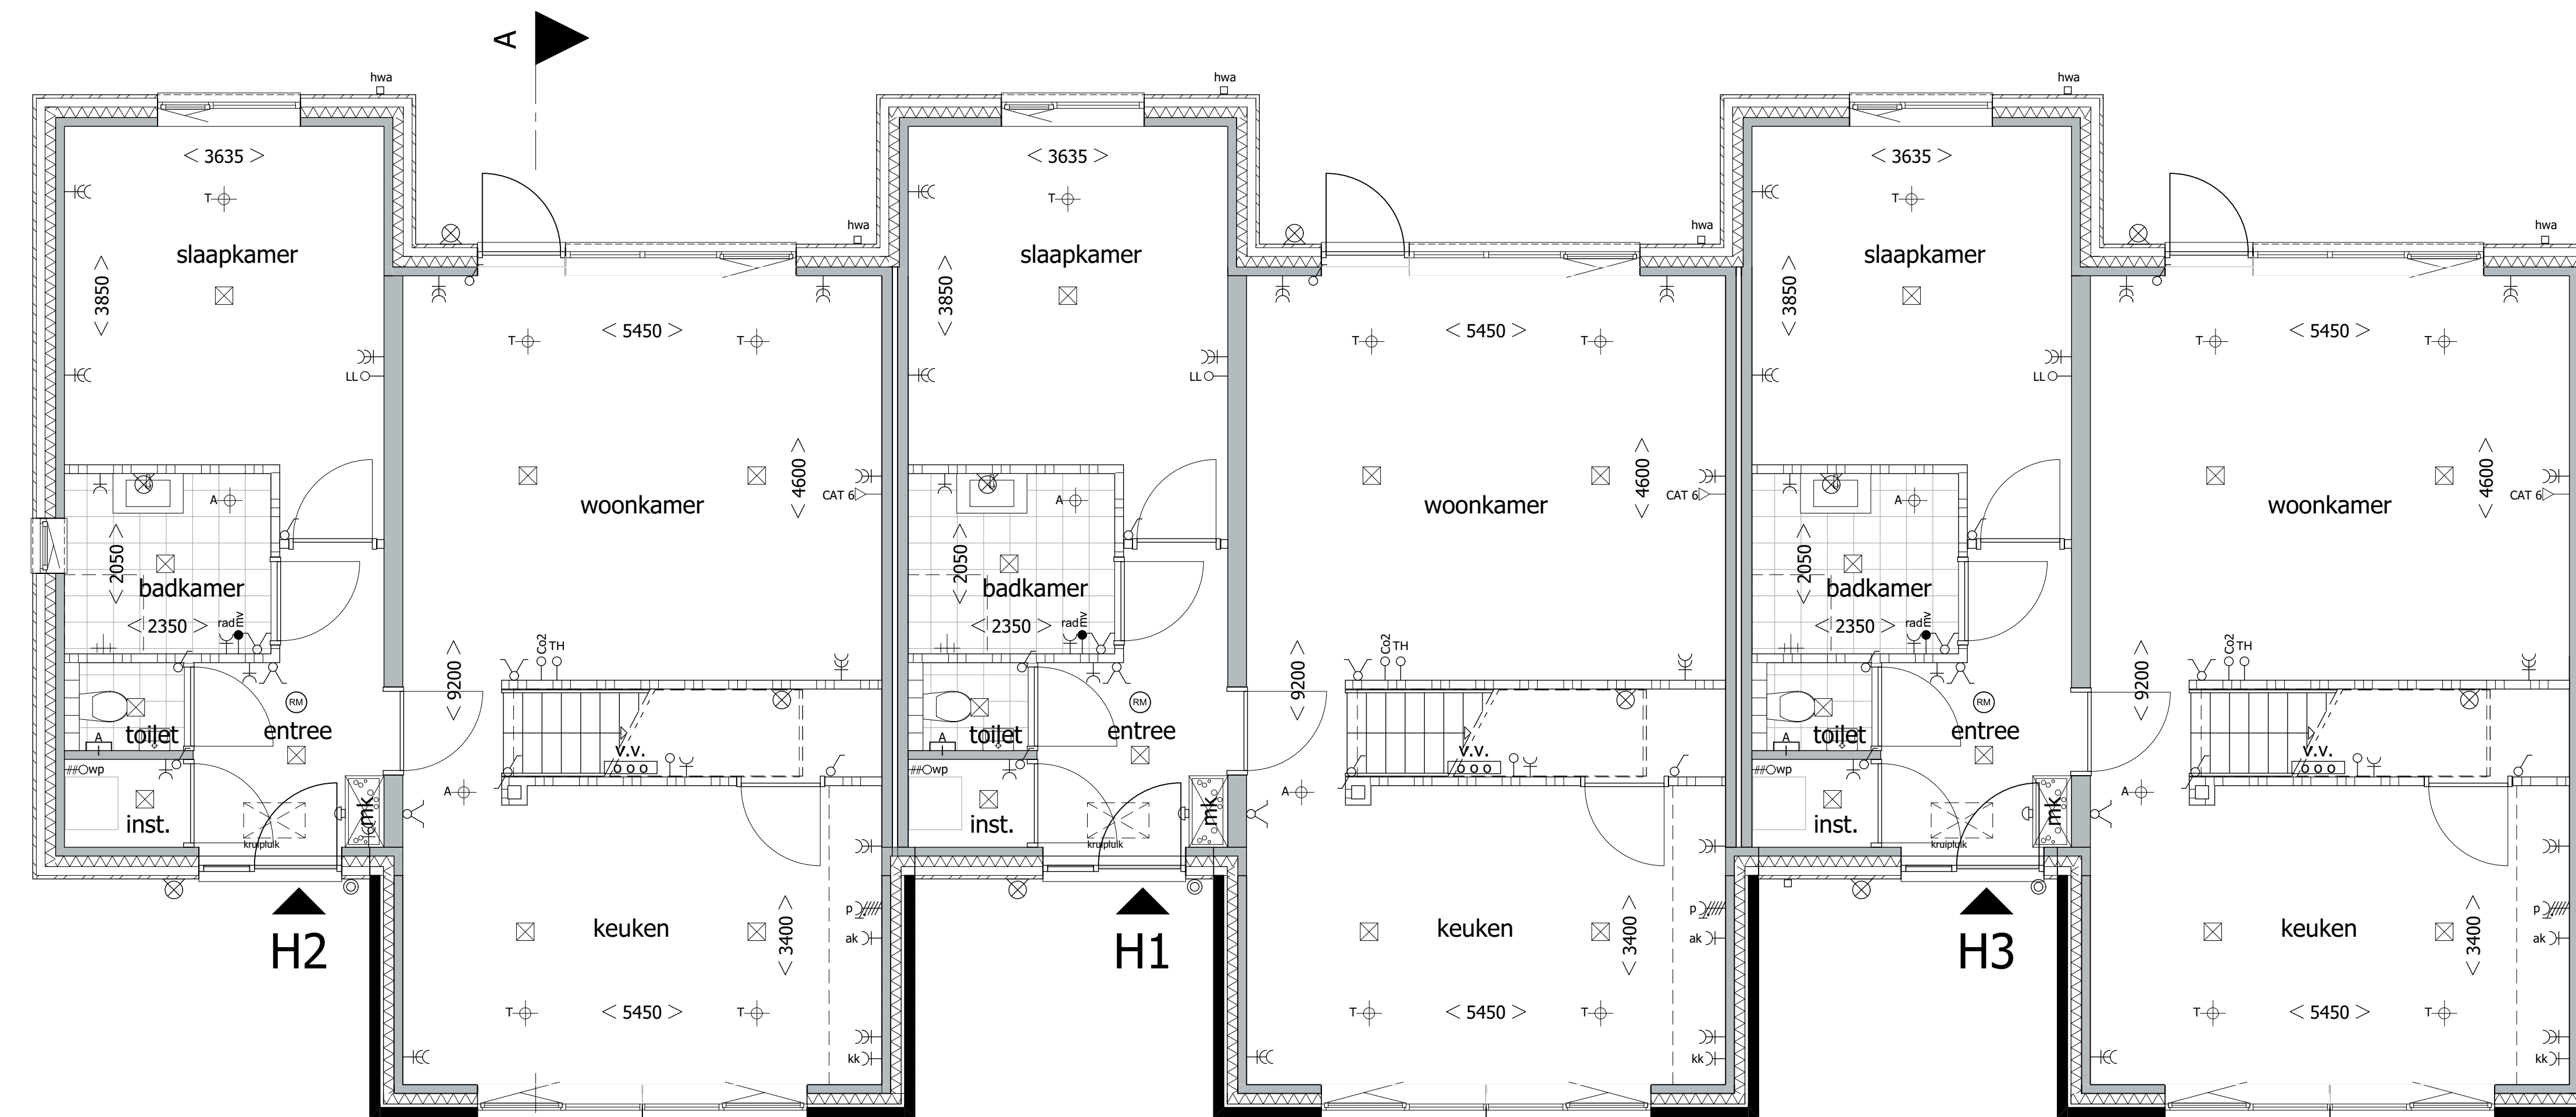 A
hwa
hwa
hwa
< 3635 >
< 3635 >
< 3635 >
T
T
T
hwa
hwa
hwa
slaapkamer
slaapkamer
slaapkamer
< 3850 >
< 3850 >
< 3850 >
T
< 5450 >
T
T
< 5450 >
T
T
< 5450 >
T
LL
LL
LL
< 4600 >
< 4600 >
< 4600 >
CAT 6
CAT 6
CAT 6
woonkamer
woonkamer
woonkamer
A
A
A
< 2050 >
< 2050 >
< 2050 >
badkamer
badkamer
badkamer
< 2350 >
rad
mv
< 2350 >
rad
mv
< 2350 >
rad
mv
Co2
TH
Co2
TH
Co2
TH
< 9200 >
< 9200 >
< 9200 >
RM
RM
RM
toilet
entree
toilet
entree
toilet
entree
A
A
A
v.v.
v.v.
v.v.
##
wp
##
wp
##
wp
A
A
A
inst.
mk
inst.
mk
inst.
mk
kruipluik
kruipluik
kruipluik
p
p
p
ak
ak
ak
keuken
keuken
keuken
< 3400 >
< 3400 >
< 3400 >
H2
H1
H3
T
< 5450 >
T
T
< 5450 >
T
T
< 5450 >
T
kk
kk
kk